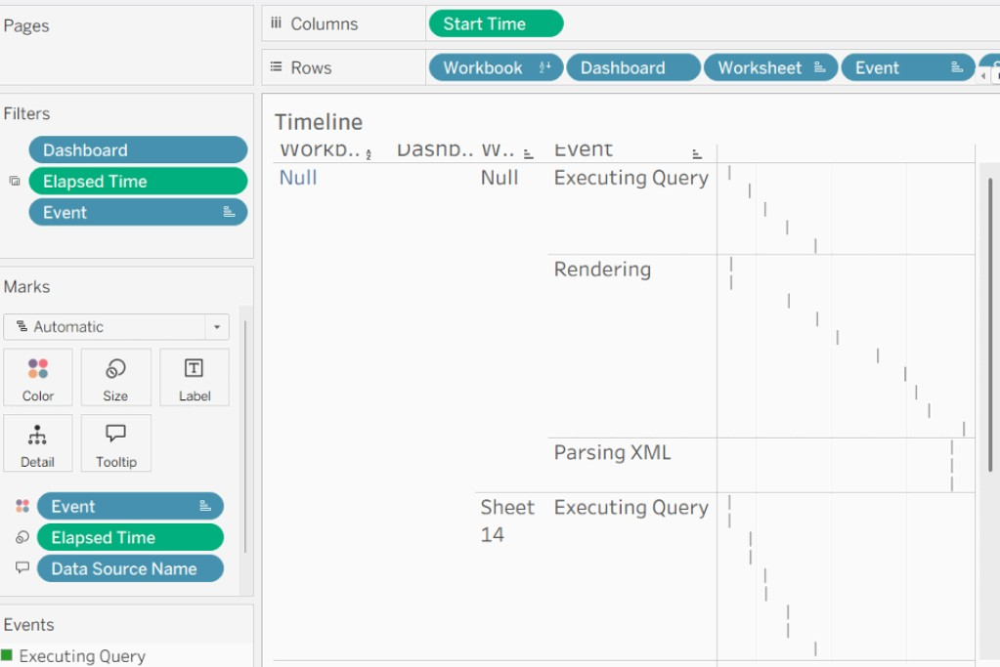 Pages
Columns
Start Time
Rows
Workbook
Dashboard
Worksheet
Event
Filters
Dashboard
Elapsed Time
Event
Marks
Automatic
Color
Size
Label
Detail
Tooltip
Event
Elapsed Time
Data Source Name
Events
Executing Query
Timeline
Workb.. Dashb.. W.. Event
Null Null Executing Query
Rendering
Parsing XML
Sheet Executing Query
14